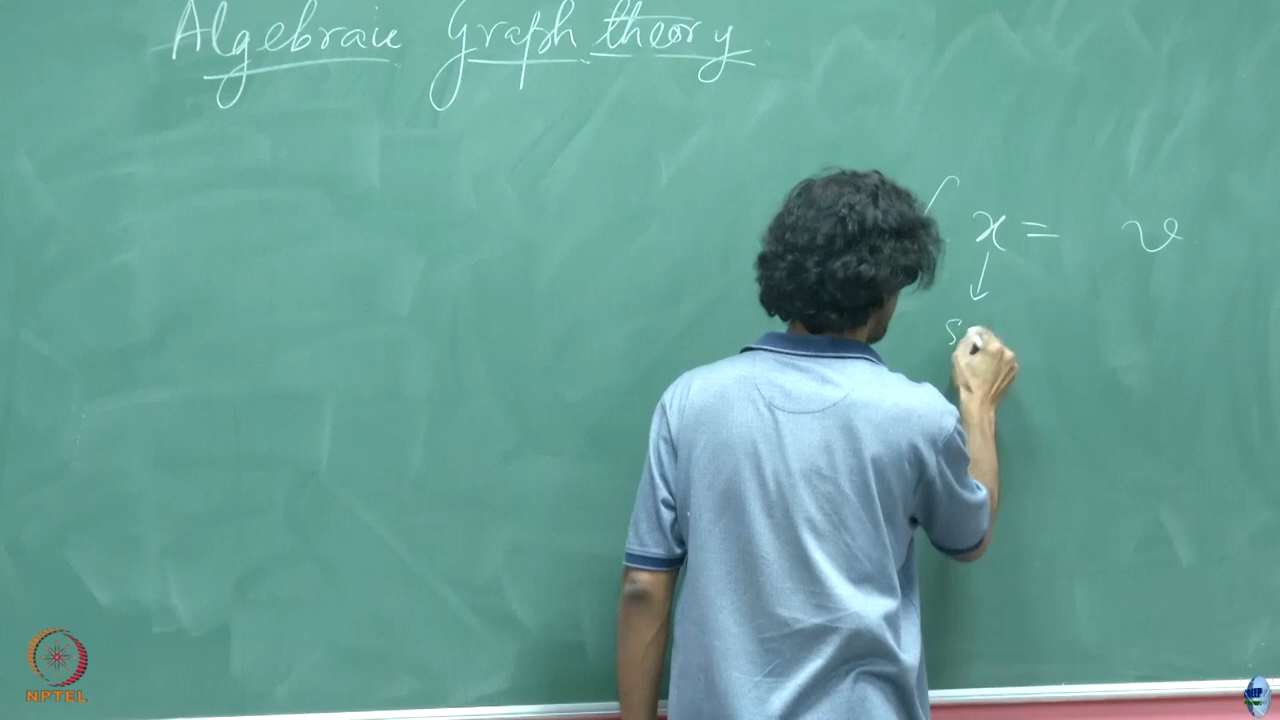 Algebraic Graph theory
x = v
S
NPTEL